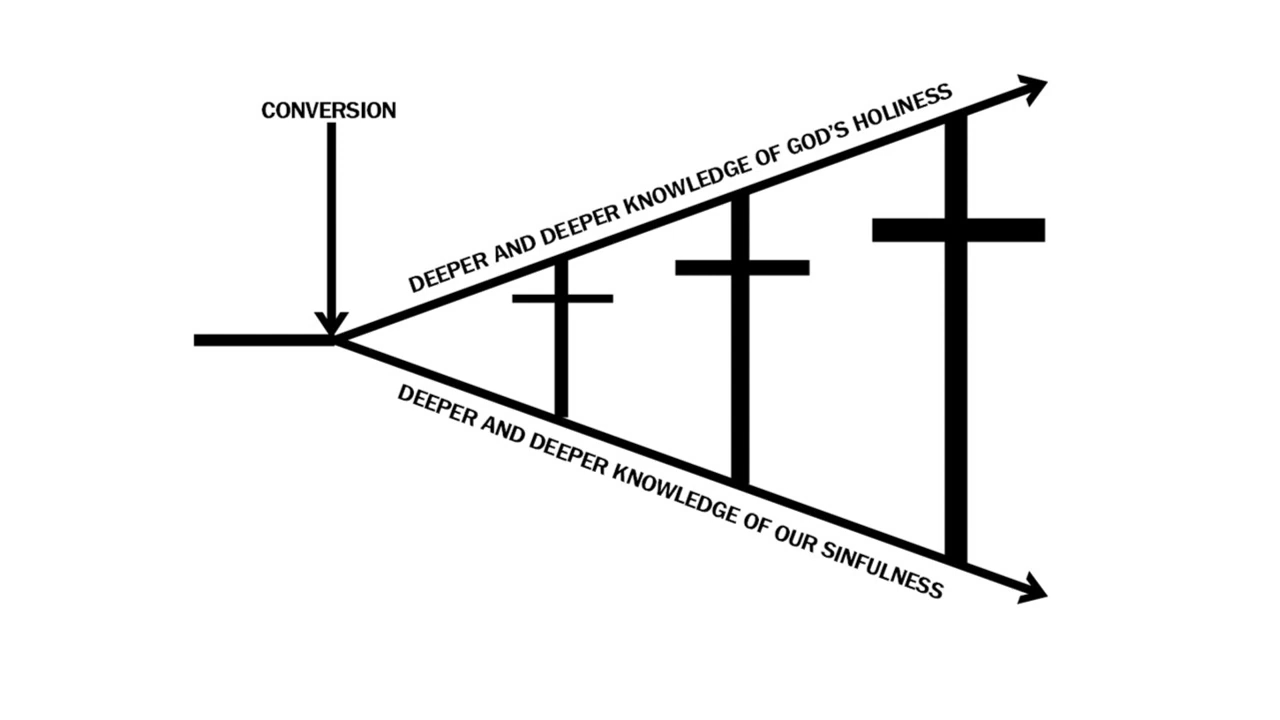 CONVERSION
DEEPER AND DEEPER KNOWLEDGE OF GOD'S HOLINESS
DEEPER AND DEEPER KNOWLEDGE OF OUR SINFULNESS